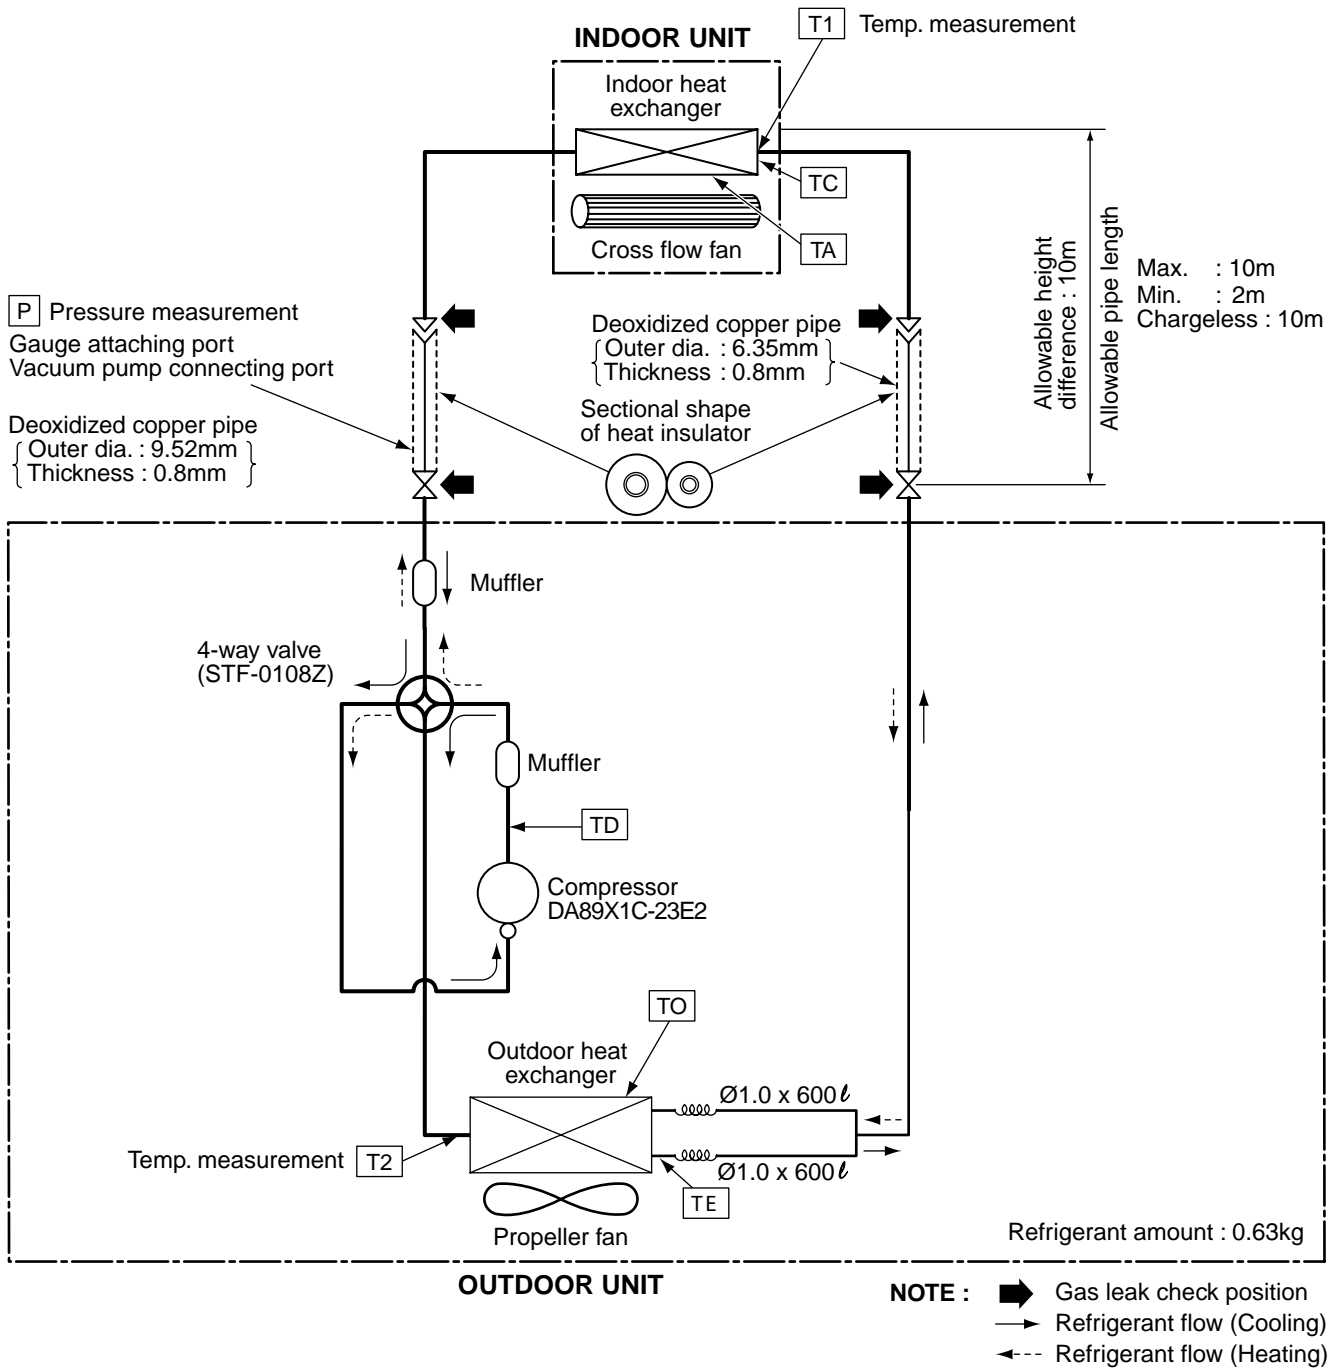 T1 Temp. measurement
INDOOR UNIT
Indoor heat
exchanger
TC
TA
Cross flow fan
Allowable height
difference : 10m
Allowable pipe length
Max. : 10m
Min. : 2m
Chargeless : 10m
P Pressure measurement
Gauge attaching port
Vacuum pump connecting port
Deoxidized copper pipe
Outer dia. : 9.52mm
Thickness : 0.8mm
Deoxidized copper pipe
Outer dia. : 6.35mm
Thickness : 0.8mm
Sectional shape
of heat insulator
Muffler
4-way valve
(STF-0108Z)
Muffler
TD
Compressor
DA89X1C-23E2
TO
Outdoor heat
exchanger
Ø1.0 x 600ℓ
Temp. measurement T2
Ø1.0 x 600ℓ
TE
Propeller fan
Refrigerant amount : 0.63kg
OUTDOOR UNIT
NOTE : Gas leak check position
Refrigerant flow (Cooling)
Refrigerant flow (Heating)